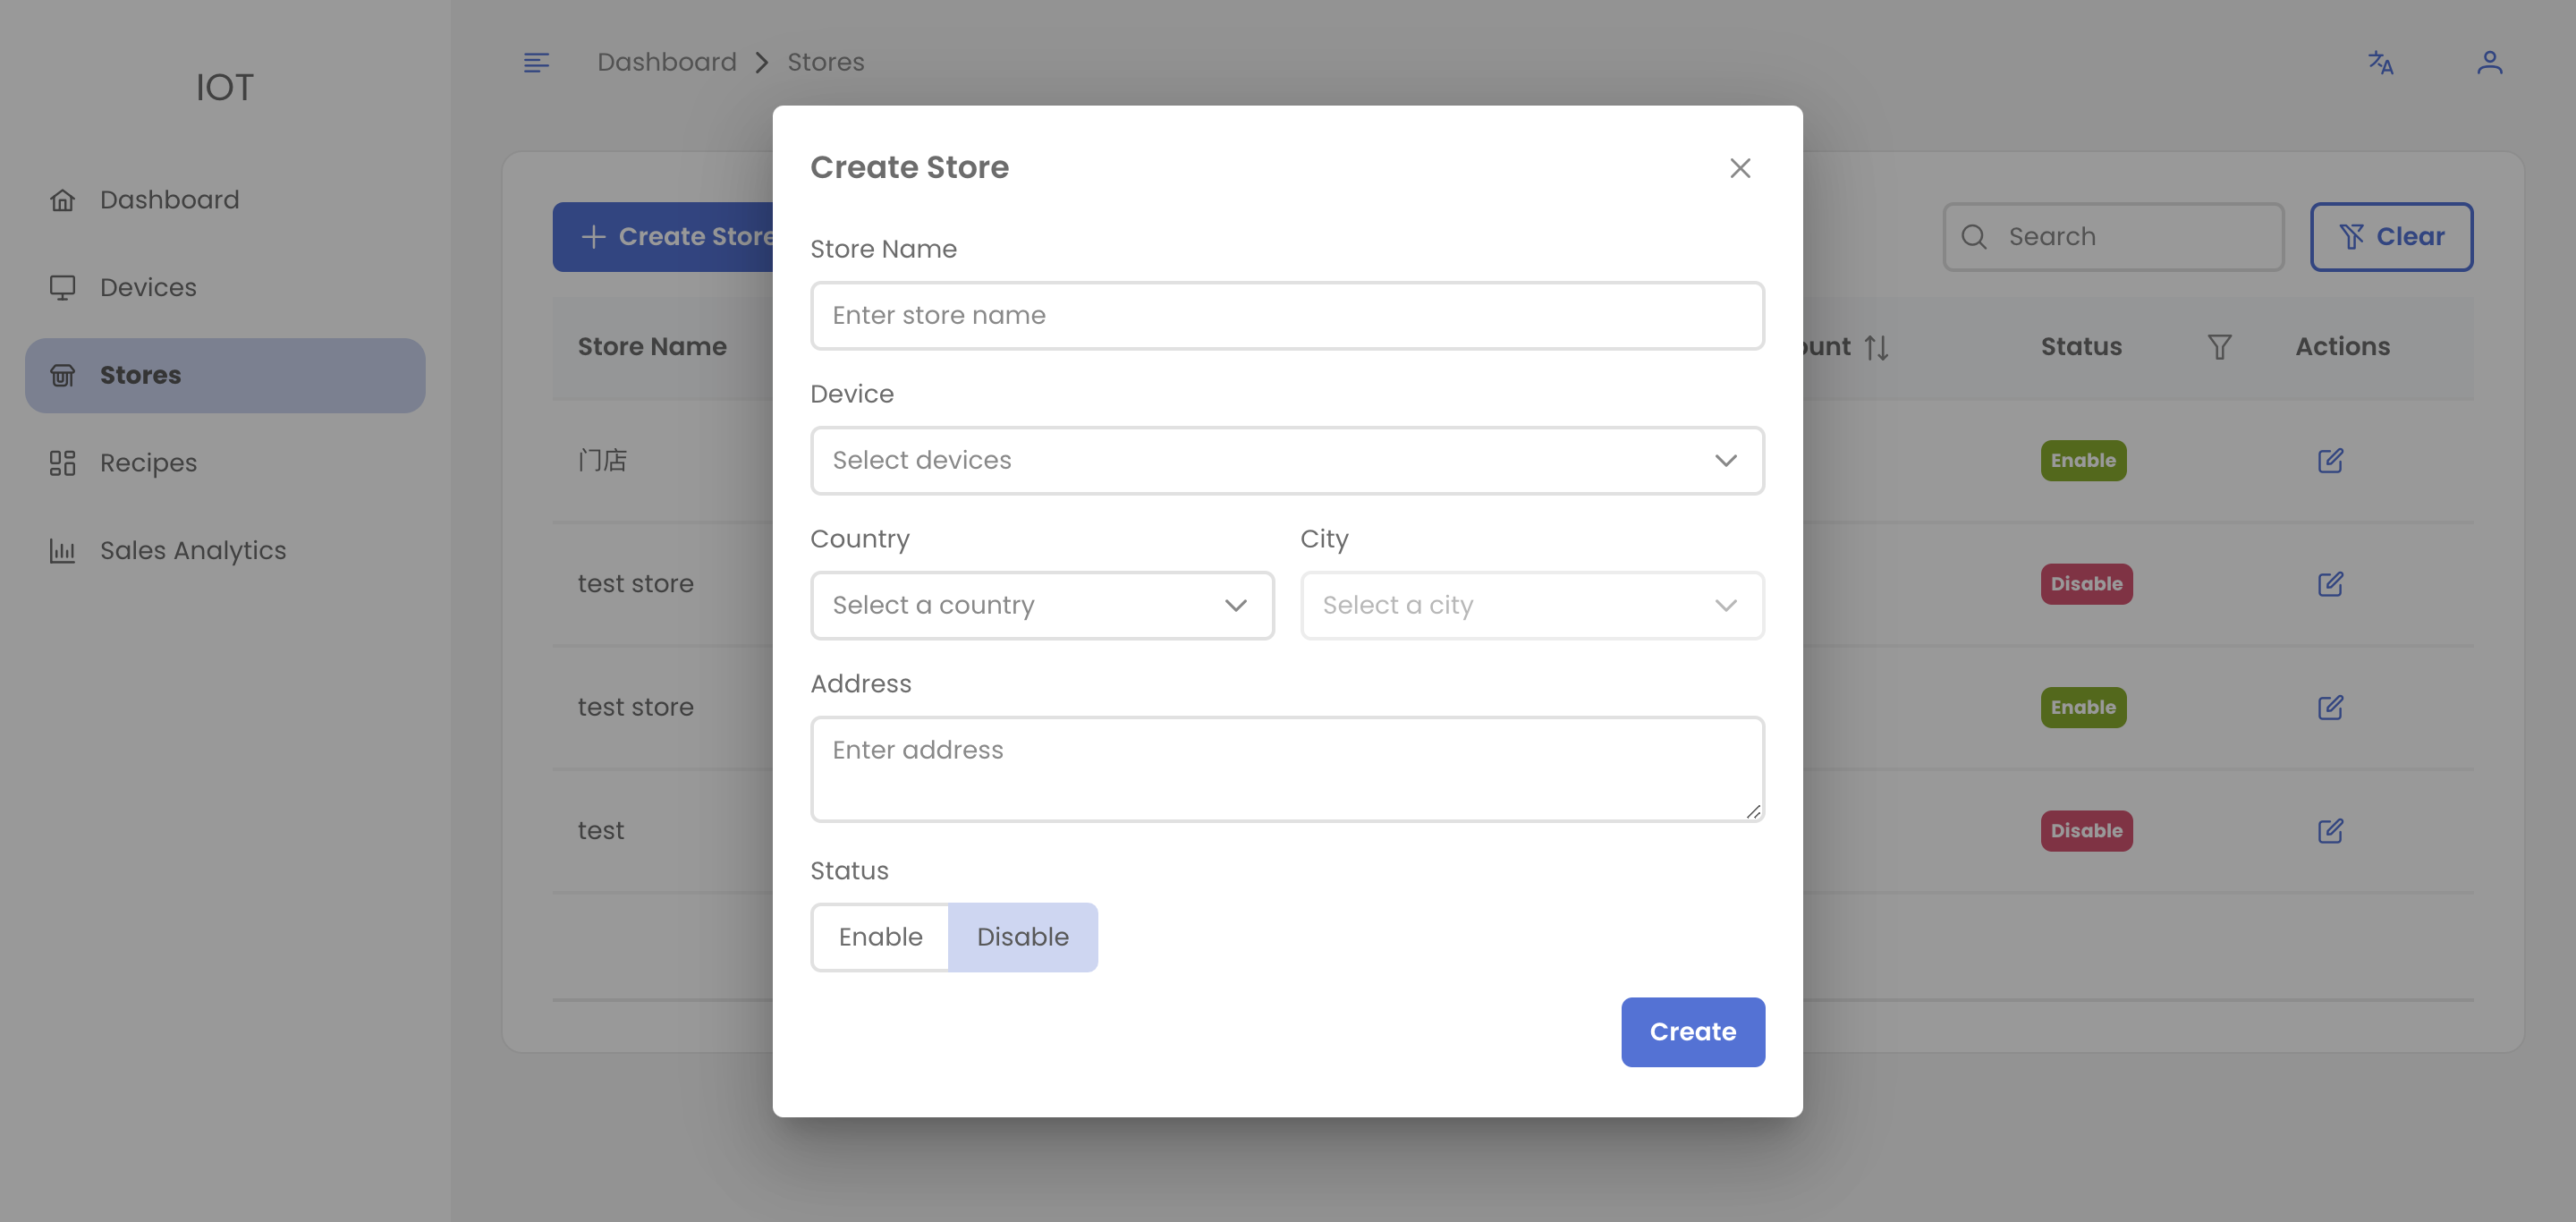 IOT
Dashboard
Devices
Stores
Recipes
Sales Analytics
Dashboard > Stores
Create Store
Search
Clear
Store Name
Status
Actions
门店
Enable
test store
Disable
test store
Enable
test
Disable
Create Store
Store Name
Enter store name
Device
Select devices
Country
City
Select a country
Select a city
Address
Enter address
Status
Enable
Disable
Create